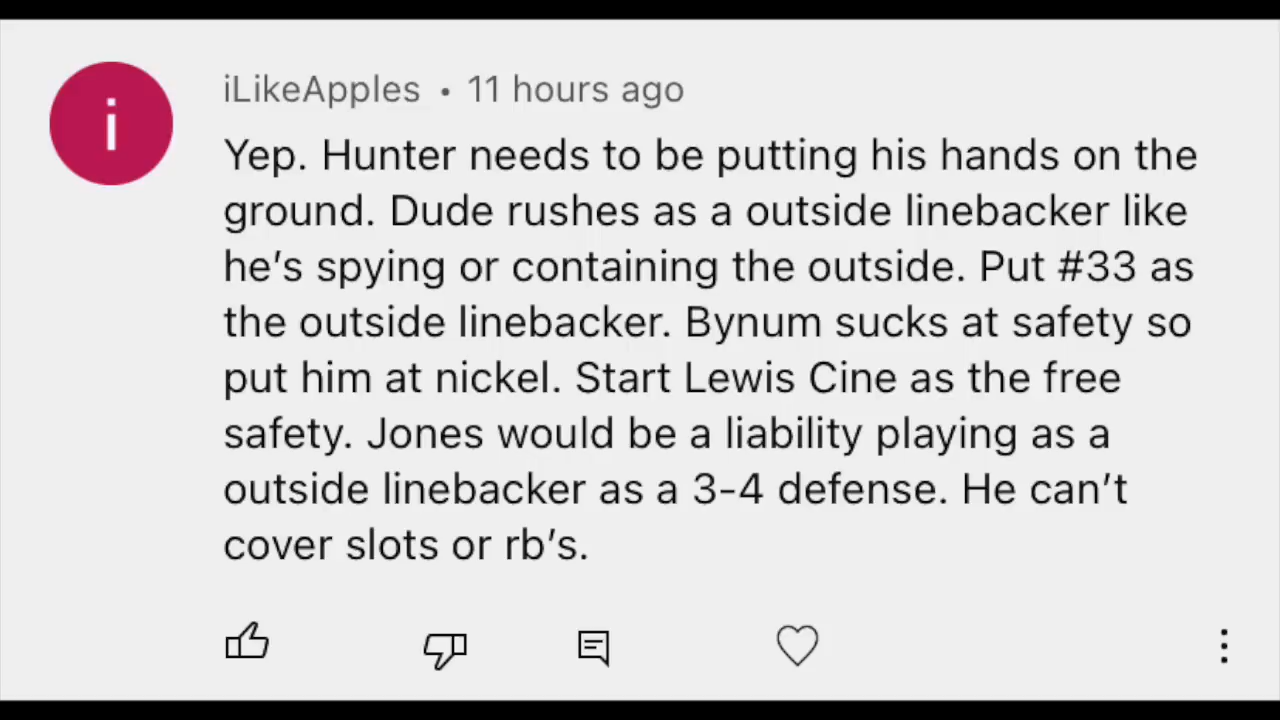 i
iLikeApples • 11 hours ago
Yep. Hunter needs to be putting his hands on the
ground. Dude rushes as a outside linebacker like
he's spying or containing the outside. Put #33 as
the outside linebacker. Bynum sucks at safety so
put him at nickel. Start Lewis Cine as the free
safety. Jones would be a liability playing as a
outside linebacker as a 3-4 defense. He can't
cover slots or rb's.